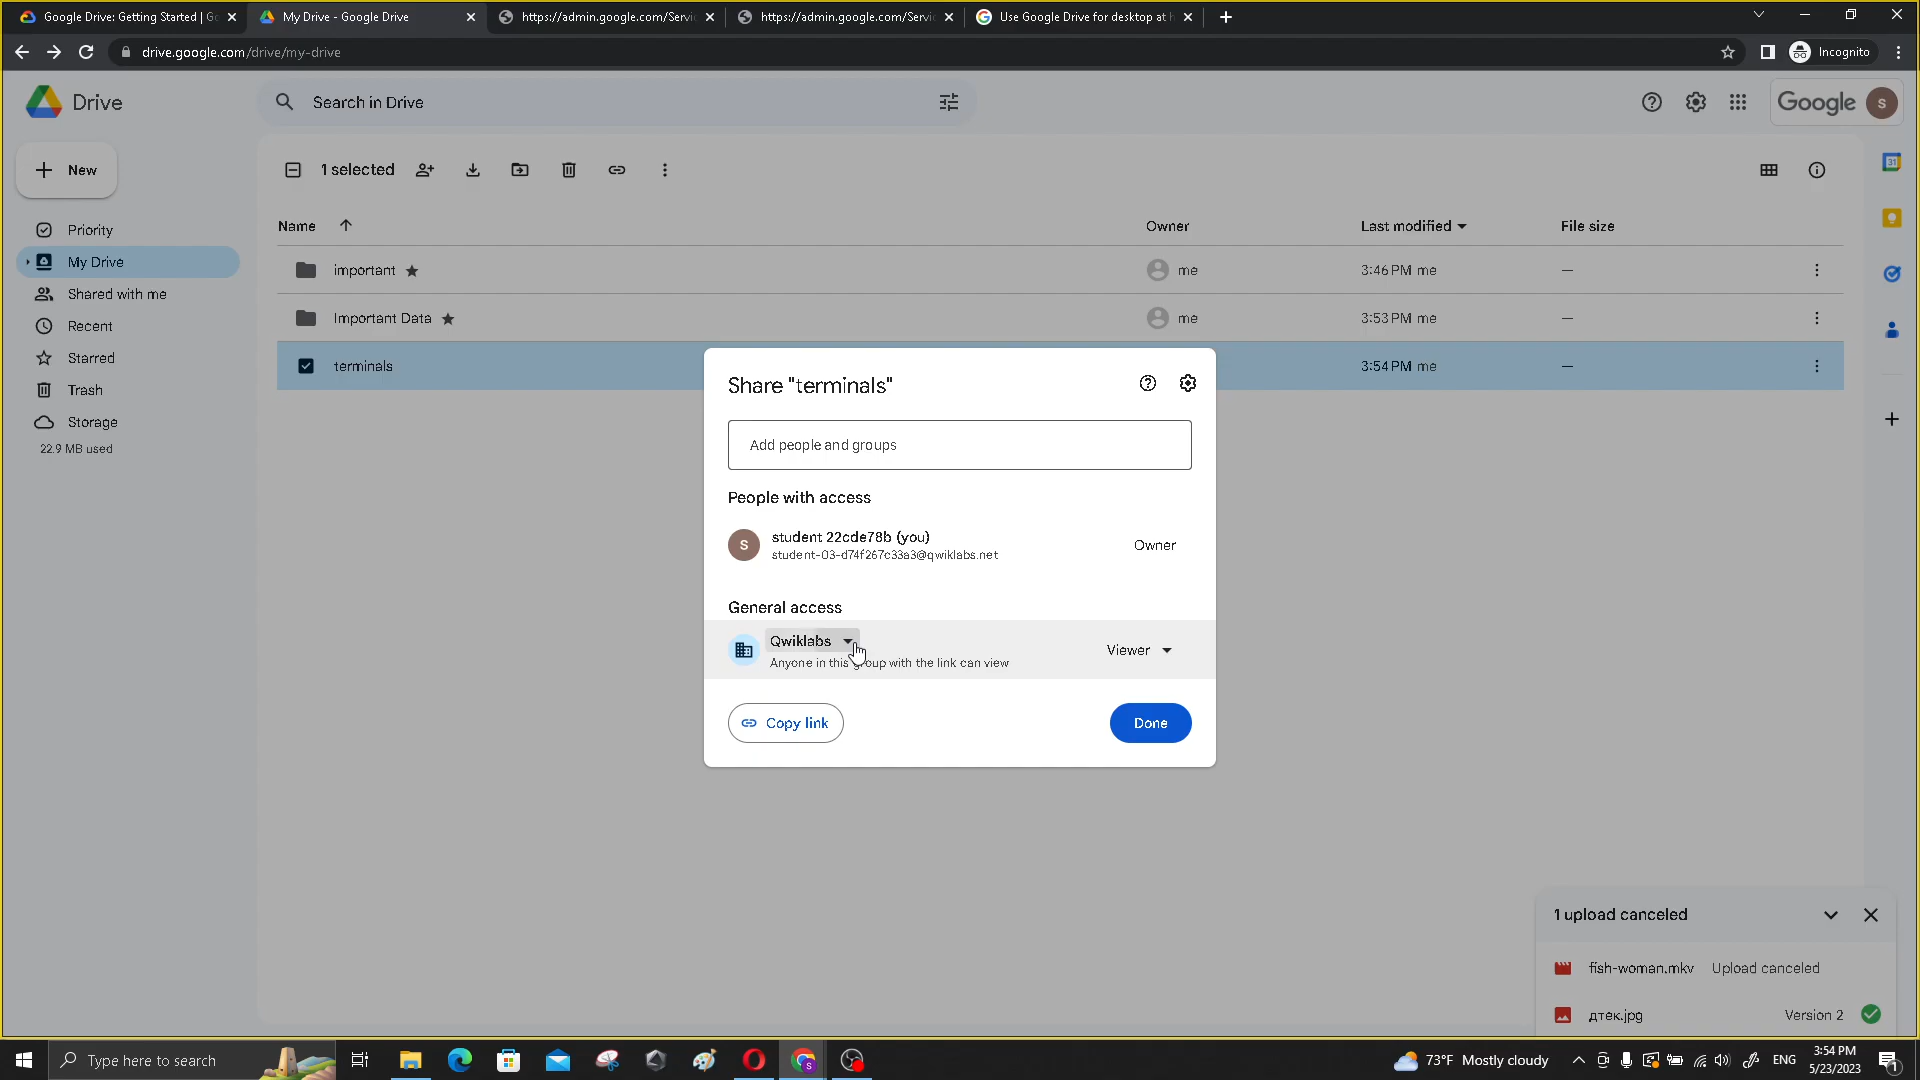 Google Drive: Getting Started | Go
My Drive - Google Drive
https://admin.google.com/Servic
https://admin.google.com/Servic
Use Google Drive for desktop at h
drive.google.com/drive/my-drive
Incognito
Drive
Search in Drive
Google
S
New
1 selected
Priority
My Drive
Shared with me
Recent
Starred
Trash
Storage
22.9 MB used
Name
Owner
Last modified
File size
important
me
3:46 PM me
—
Important Data
me
3:53 PM me
—
terminals
3:54 PM me
—
Share "terminals"
Add people and groups
People with access
S
student 22cde78b (you)
student-03-d74f267c33a3@qwiklabs.net
Owner
General access
Qwiklabs
Anyone in this group with the link can view
Viewer
Copy link
Done
31
1 upload canceled
fish-woman.mkv
Upload canceled
дтек.jpg
Version 2
Type here to search
73°F Mostly cloudy
ENG
3:54 PM
5/23/2023
1